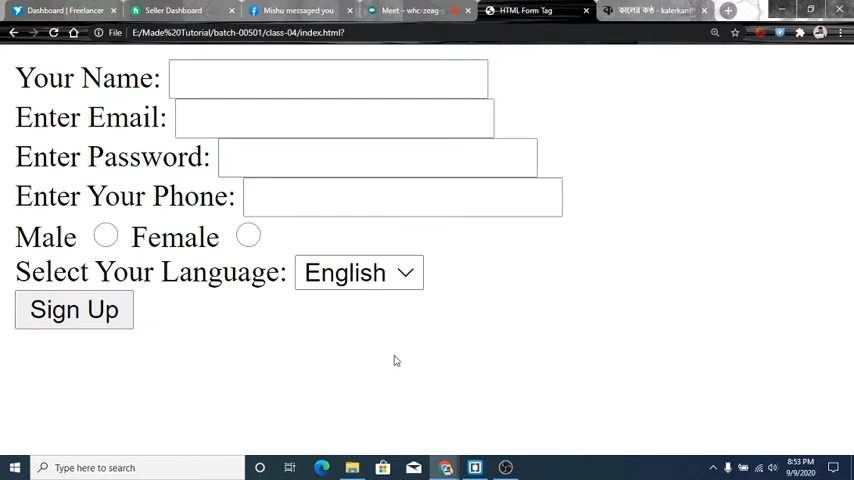 Dashboard | Freelancer
Seller Dashboard
Mishu messaged you
Meet – whc-zeag-
HTML Form Tag
কালের কণ্ঠ - kalerkanth
File
E:/Made%20Tutorial/batch-00501/class-04/index.html?
Your Name:
Enter Email:
Enter Password:
Enter Your Phone:
Male Female
Select Your Language: English
Sign Up
Type here to search
8:53 PM
9/9/2020